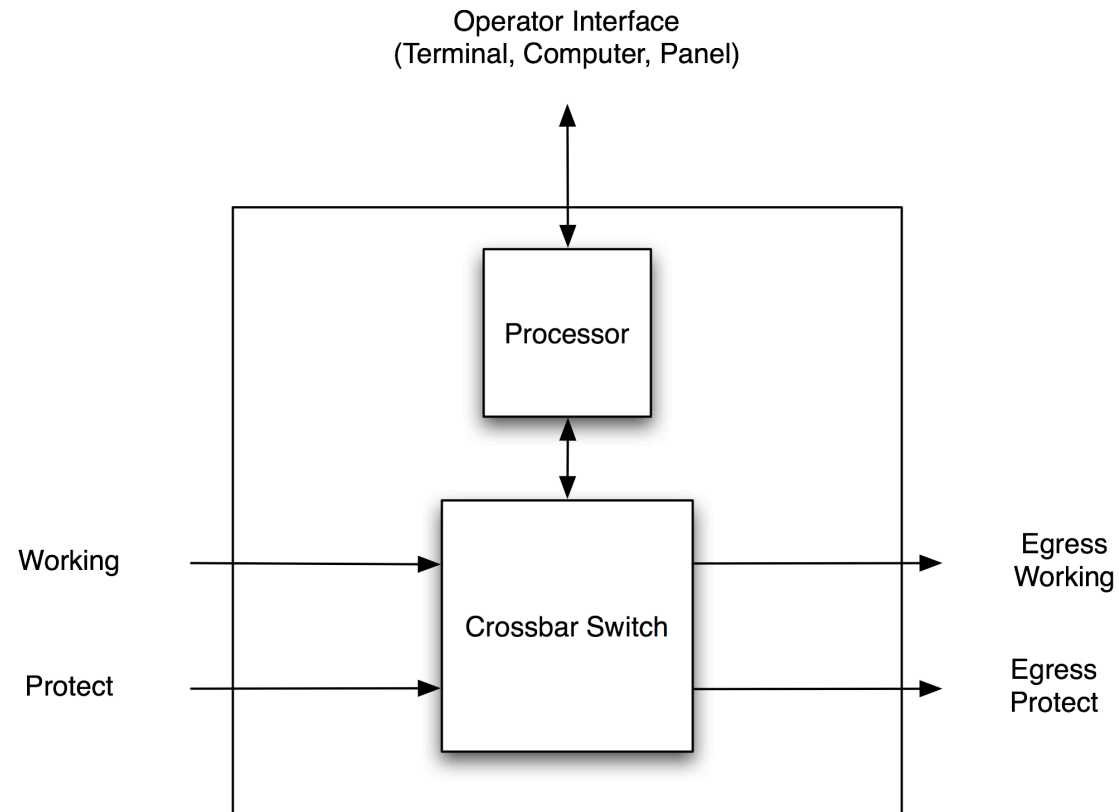 Operator Interface
(Terminal, Computer, Panel)
Processor
Working
Egress
Working
Crossbar Switch
Protect
Egress
Protect